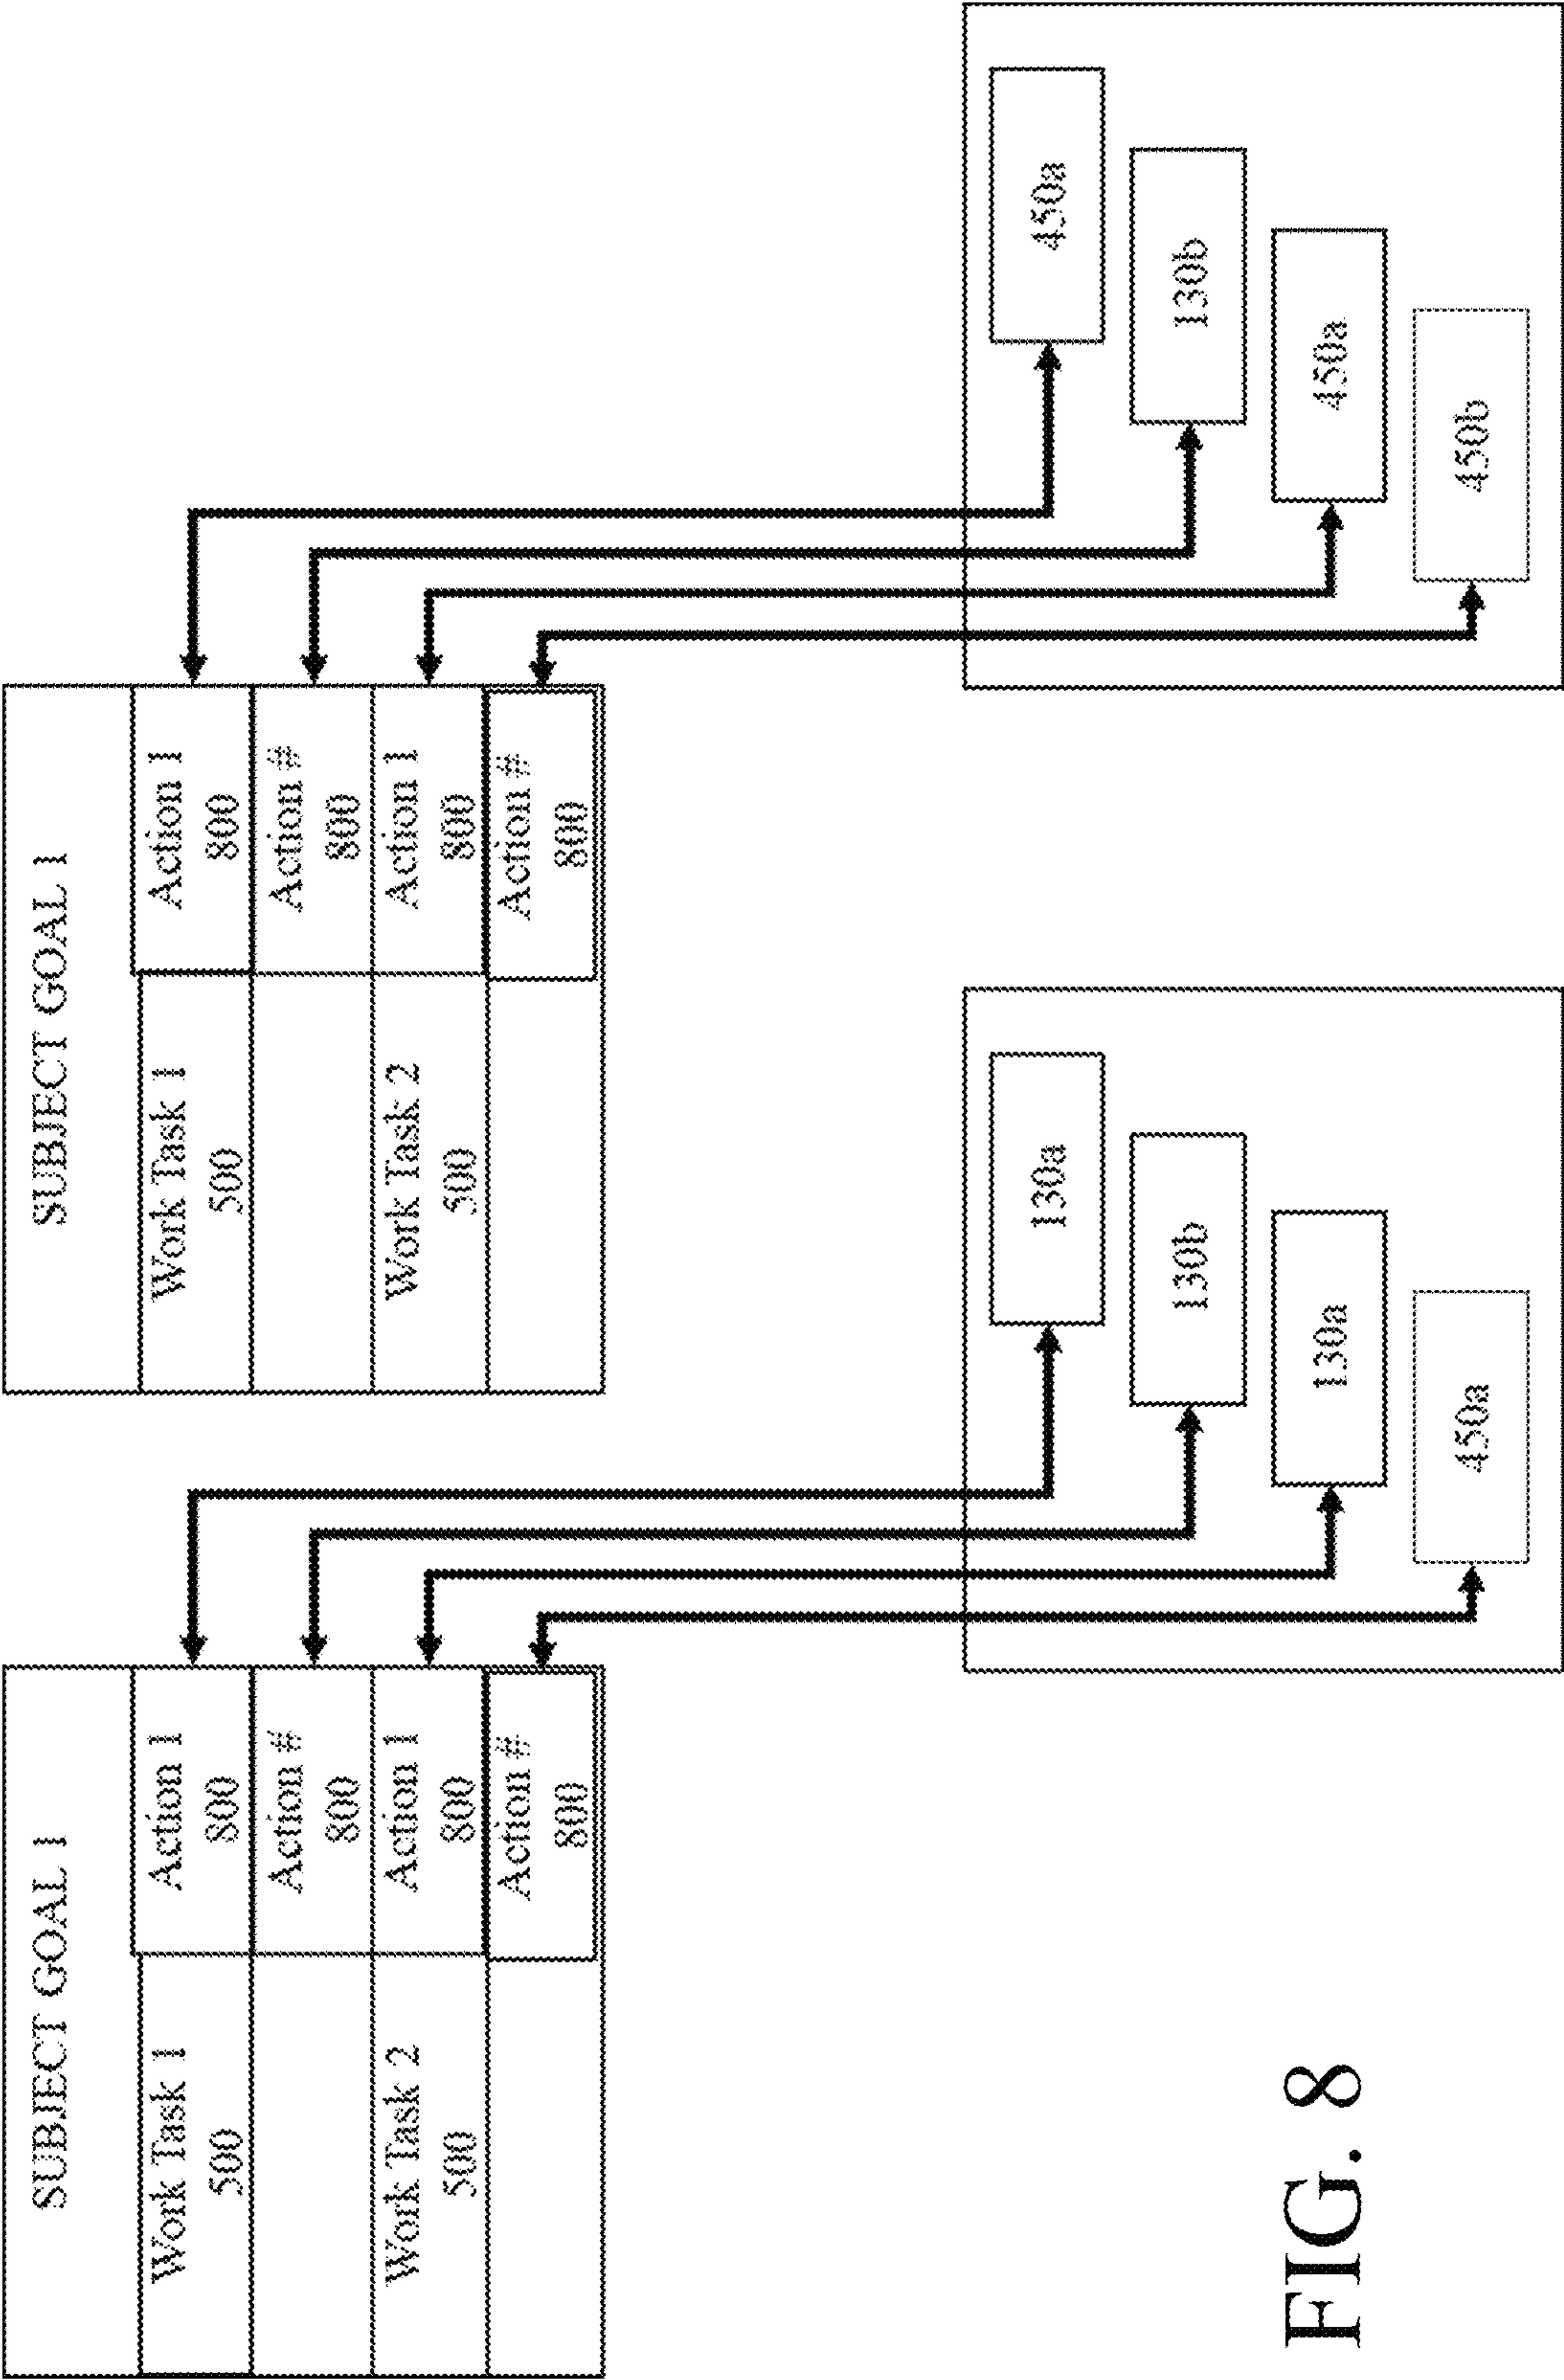 SUBJECT GOAL 1
Work Task 1
500
Action 1
800
Action #
800
Work Task 2
500
Action 1
800
Action #
800
130a
130b
130a
450a
SUBJECT GOAL 1
Work Task 1
500
Action 1
800
Action #
800
Work Task 2
500
Action 1
800
Action #
800
450a
130b
450a
450b
FIG. 8